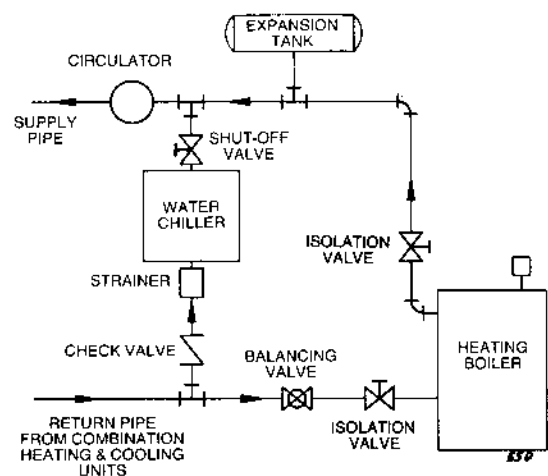 EXPANSION
TANK
CIRCULATOR
SUPPLY
PIPE
SHUT-OFF
VALVE
WATER
CHILLER
ISOLATION
VALVE
STRAINER
HEATING
BOILER
CHECK VALVE
BALANCING
VALVE
RETURN PIPE
FROM COMBINATION
HEATING & COOLING
UNITS
ISOLATION
VALVE